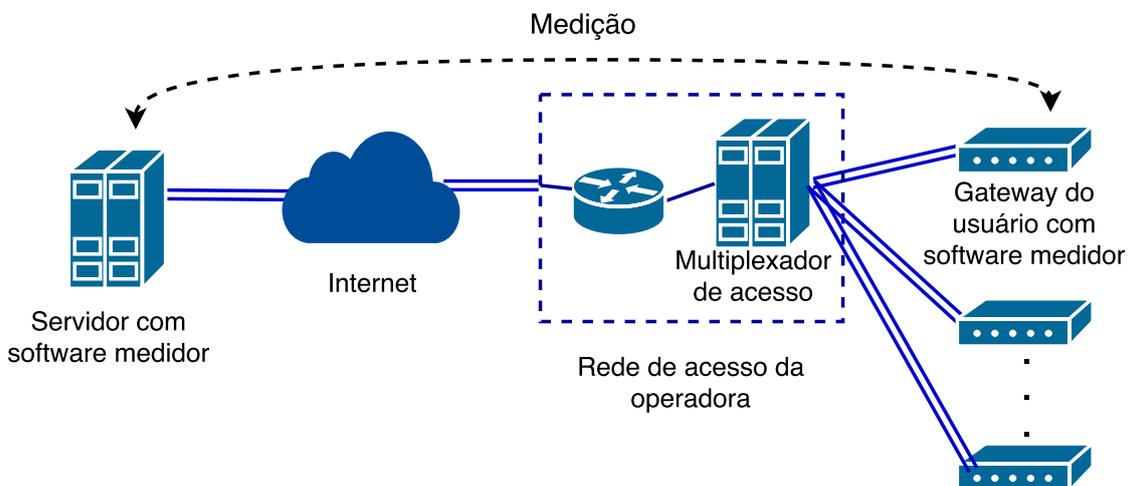 Medição
Gateway do
usuário com
software medidor
Multiplexador
de acesso
Internet
Servidor com
software medidor
Rede de acesso da
operadora